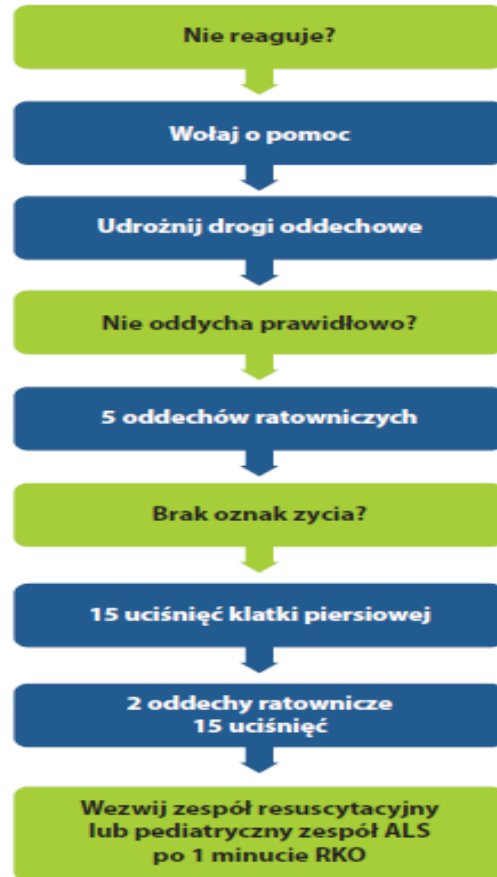 Nie reaguje?
Wołaj o pomoc
Udrożnij drogi oddechowe
Nie oddycha prawidłowo?
5 oddechów ratowniczych
Brak oznak zycia?
15 uciśnięć klatki piersiowej
2 oddechy ratownicze
15 uciśnięć
Wezwij zespół resuscytacyjny
lub pediatryczny zespół ALS
po 1 minucie RKO